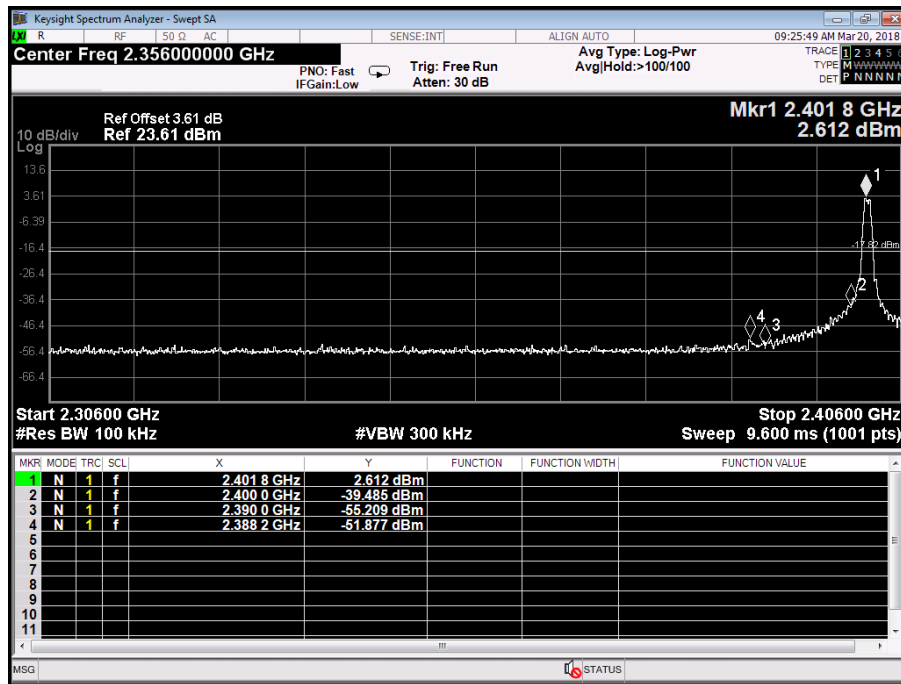 Keysight Spectrum Analyzer - Swept SA
LXI R RF 50 Ω AC SENSE:INT ALIGN AUTO 09:25:49 AM Mar 20, 2018
Center Freq 2.356000000 GHz
PNO: Fast
IFGain:Low
Trig: Free Run
Atten: 30 dB
Avg Type: Log-Pwr
Avg|Hold:>100/100
TRACE 1 2 3 4 5 6
TYPE M WWWWW
DET P N N N N N
Ref Offset 3.61 dB
10 dB/div Ref 23.61 dBm
Log
Mkr1 2.401 8 GHz
2.612 dBm
13.6
3.61
-6.39
-16.4
-26.4
-36.4
-46.4
-56.4
-66.4
1
-17.82 dBm
2
4
3
Start 2.30600 GHz Stop 2.40600 GHz
#Res BW 100 kHz #VBW 300 kHz Sweep 9.600 ms (1001 pts)
MKR MODE TRC SCL X Y FUNCTION FUNCTION WIDTH FUNCTION VALUE
1 N 1 f 2.401 8 GHz 2.612 dBm
2 N 1 f 2.400 0 GHz -39.485 dBm
3 N 1 f 2.390 0 GHz -55.209 dBm
4 N 1 f 2.388 2 GHz -51.877 dBm
5
6
7
8
9
10
11
MSG STATUS